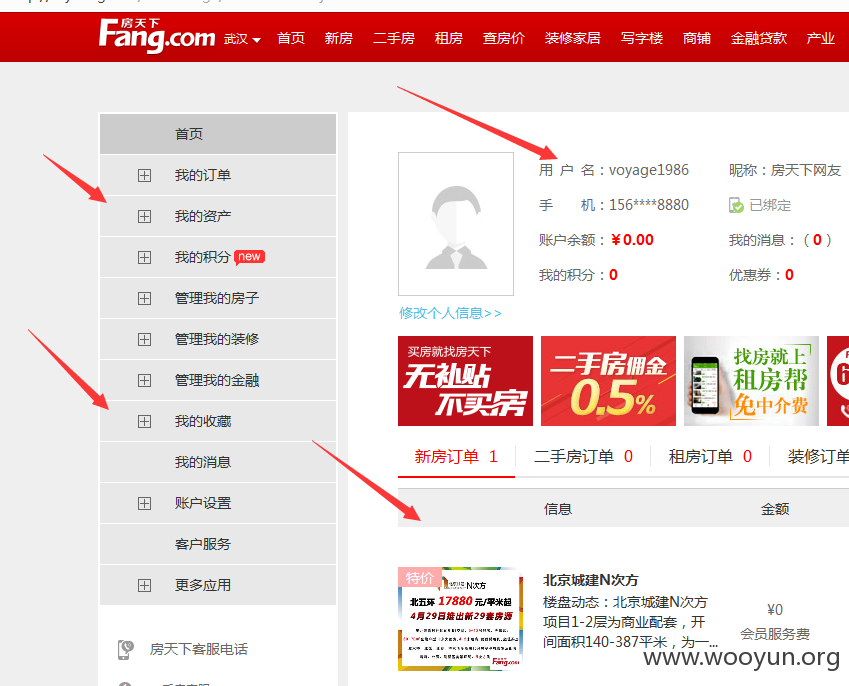 房天下
Fang.com
武汉 首页 新房 二手房 租房 查房价 装修家居 写字楼 商铺 金融贷款 产业
首页
我的订单
我的资产
我的积分 new
管理我的房子
管理我的装修
管理我的金融
我的收藏
我的消息
账户设置
客户服务
更多应用
房天下客服电话
用 户 名：voyage1986 昵称：房天下网友
手 机：156****8880 已绑定
账户余额：¥0.00 我的消息：（0）
我的积分：0 优惠券：0
修改个人信息>>
买房就找房天下
无补贴
不买房
二手房佣金
0.5%
找房就上
租房帮
免中介费
新房订单 1 二手房订单 0 租房订单 0 装修订单
信息 金额
特价
N次方
北五环 17880 元/平米起
4月29日推出新29套房源
Fang.com
北京城建N次方
楼盘动态：北京城建N次方
项目1-2层为商业配套，开
间面积140-387平米，为一...
¥0
会员服务费
www.wooyun.org